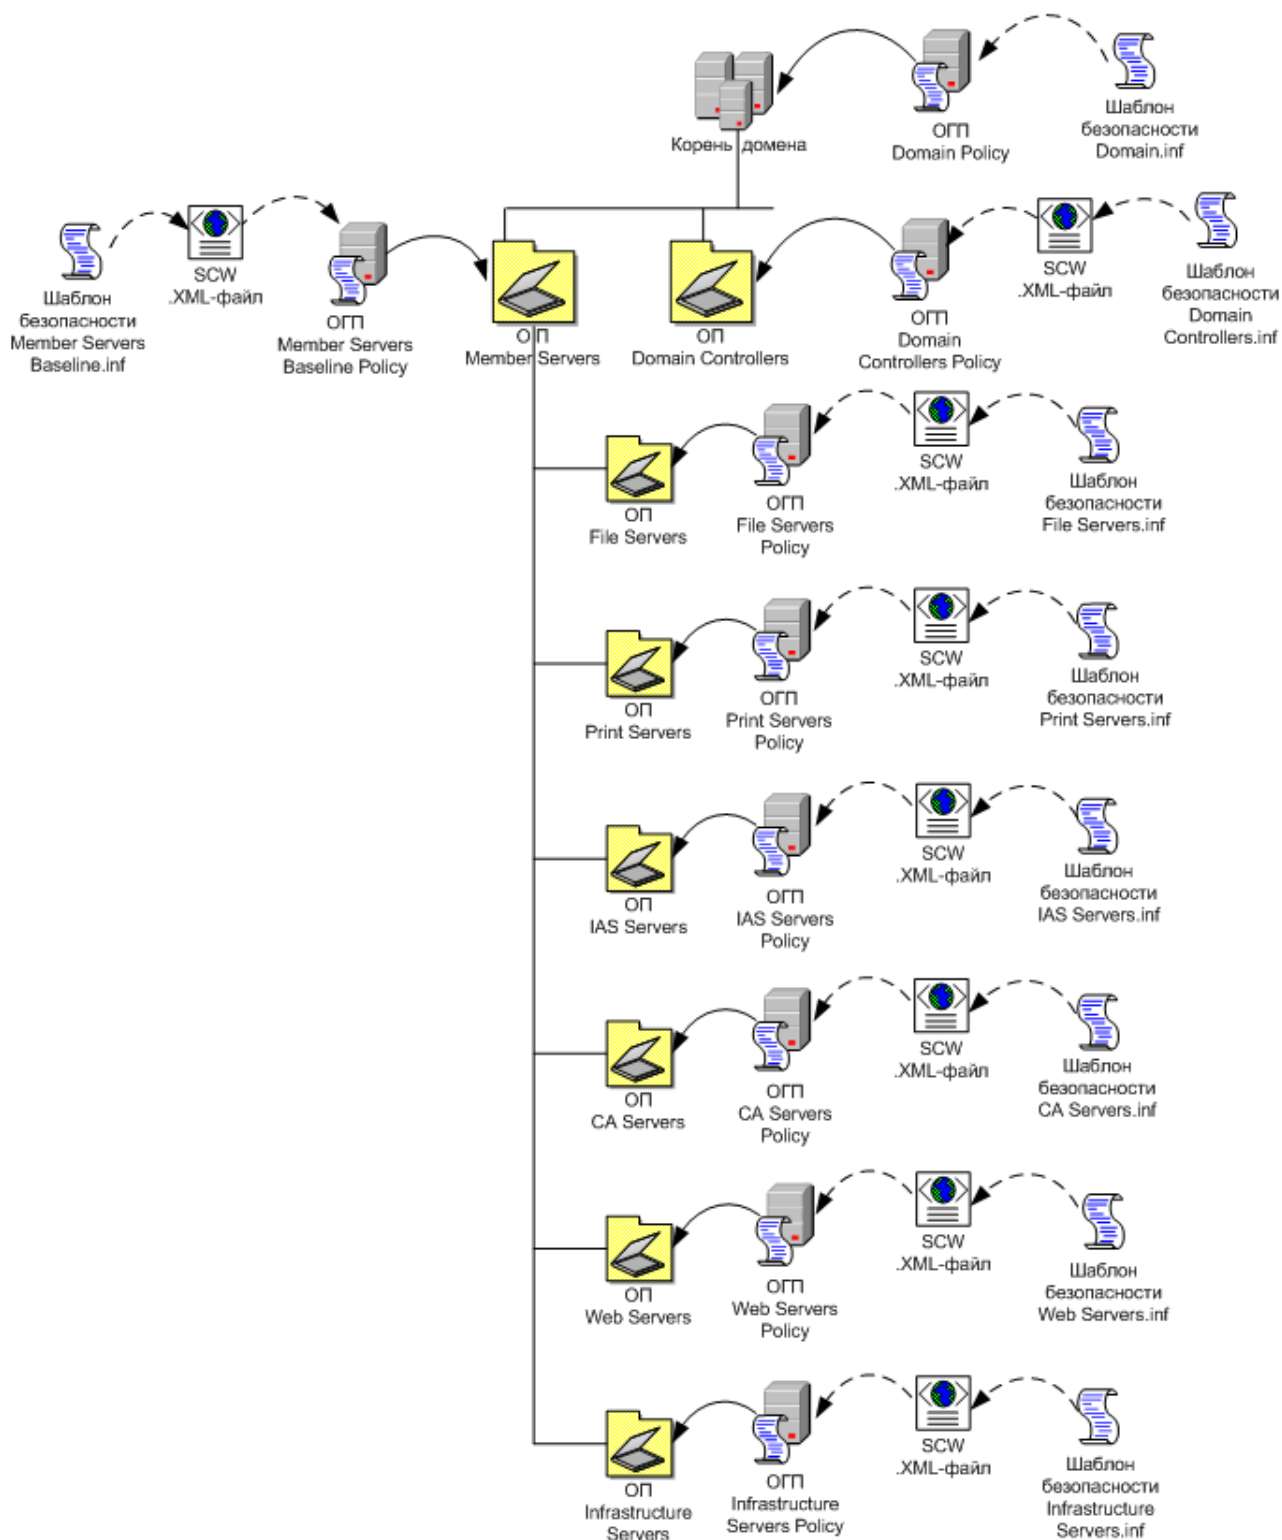 Корень домена
ОГП
Domain Policy
Шаблон
безопасности
Domain.inf
Шаблон
безопасности
Member Servers
Baseline.inf
SCW
.XML-файл
ОГП
Member Servers
Baseline Policy
ОП
Member Servers
ОП
Domain Controllers
ОГП
Domain
Controllers Policy
SCW
.XML-файл
Шаблон
безопасности
Domain
Controllers.inf
ОП
File Servers
ОГП
File Servers
Policy
SCW
.XML-файл
Шаблон
безопасности
File Servers.inf
ОП
Print Servers
ОГП
Print Servers
Policy
SCW
.XML-файл
Шаблон
безопасности
Print Servers.inf
ОП
IAS Servers
ОГП
IAS Servers
Policy
SCW
.XML-файл
Шаблон
безопасности
IAS Servers.inf
ОП
CA Servers
ОГП
CA Servers
Policy
SCW
.XML-файл
Шаблон
безопасности
CA Servers.inf
ОП
Web Servers
ОГП
Web Servers
Policy
SCW
.XML-файл
Шаблон
безопасности
Web Servers.inf
ОП
Infrastructure
Servers
ОГП
Infrastructure
Servers Policy
SCW
.XML-файл
Шаблон
безопасности
Infrastructure
Servers.inf